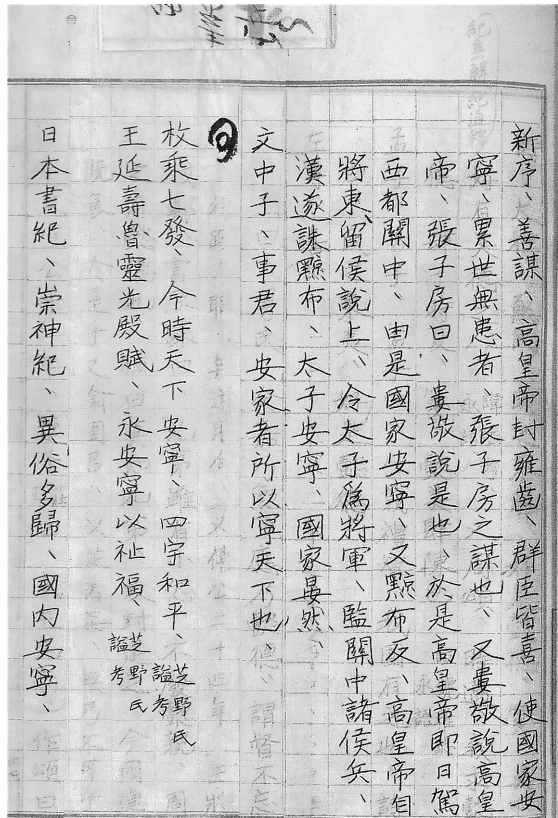 新序、善謀、高皇帝封雍齒、群臣皆喜、使國家安
寧、累世無患者、張子房之謀也、又婁敬說高皇
帝、張子房曰、婁敬說是也、於是高皇帝即日駕
西都關中、由是國家安寧、又黥布反、高皇帝自
將東、留侯說上、令太子爲將軍、監關中諸侯兵、
漢遂誅黥布、太子安寧、國家晏然、
文中子、事君、安家者所以寧天下也、
枚乘七發、今時天下安寧、四宇和平、芝野氏謚考
王延壽魯靈光殿賦、永安寧以祉福、芝野氏謚考
日本書紀、崇神紀、異俗多歸、國内安寧、